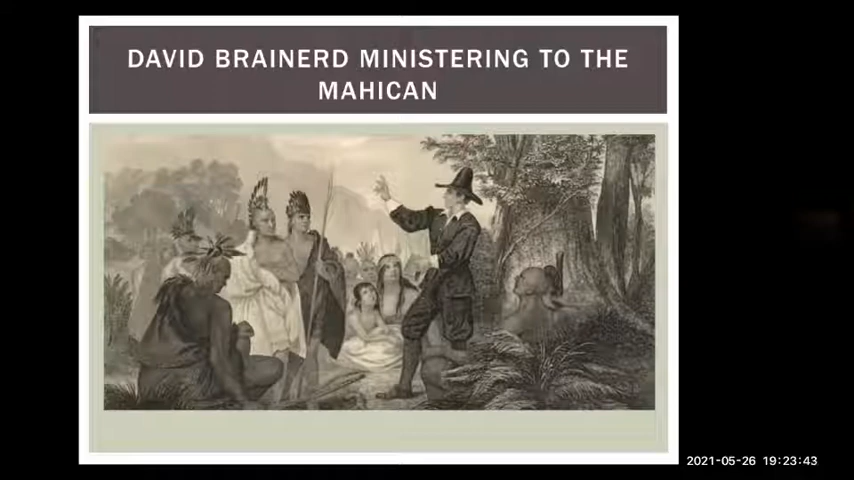 DAVID BRAINERD MINISTERING TO THE
MAHICAN
2021-05-26 19:23:43